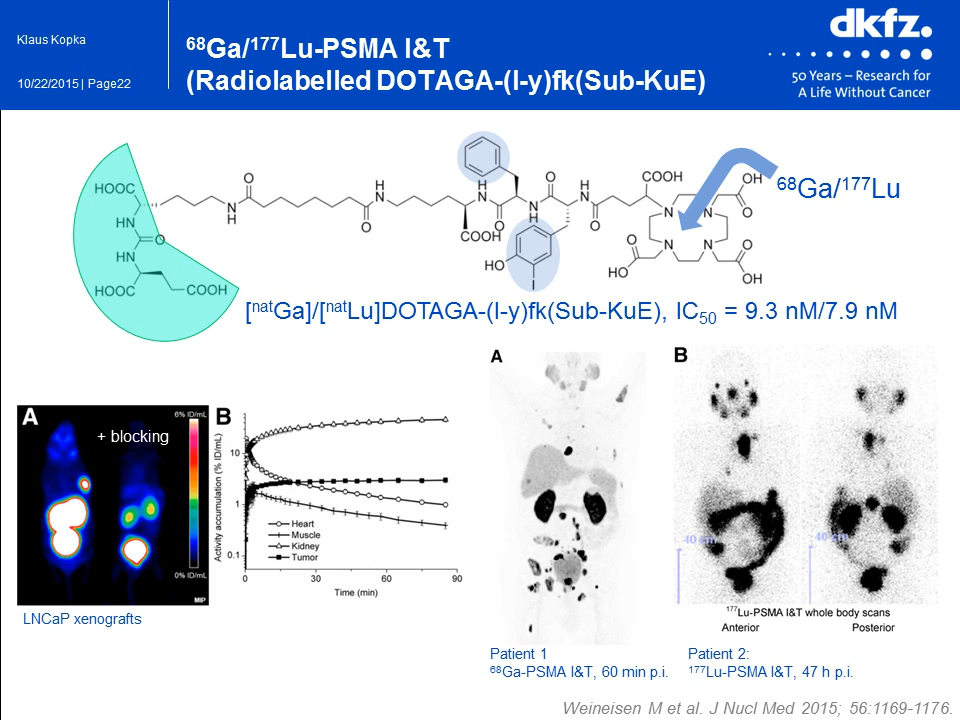 Klaus Kopka
10/22/2015 | Page22
⁶⁸Ga/¹⁷⁷Lu-PSMA I&T
(Radiolabelled DOTAGA-(I-y)fk(Sub-KuE)
dkfz.
50 Years – Research for
A Life Without Cancer
HOOC
HN
O
HN
HOOC
COOH
N
H
O
O
H
N
COOH
H
N
O
N
H
O
H
N
HO
I
O
COOH
N
N
N
N
O
OH
O
OH
O
HO
O
OH
⁶⁸Ga/¹⁷⁷Lu
[ⁿᵃᵗGa]/[ⁿᵃᵗLu]DOTAGA-(I-y)fk(Sub-KuE), IC₅₀ = 9.3 nM/7.9 nM
A
+ blocking
6% ID/mL
0% ID/mL
MIP
LNCaP xenografts
B
Activity accumulation (% ID/mL)
10
1
0.1
0
30
60
90
Time (min)
Heart
Muscle
Kidney
Tumor
A
Patient 1
⁶⁸Ga-PSMA I&T, 60 min p.i.
B
40 cm
40 cm
¹⁷⁷Lu-PSMA I&T whole body scans
Anterior
Posterior
Patient 2:
¹⁷⁷Lu-PSMA I&T, 47 h p.i.
Weineisen M et al. J Nucl Med 2015; 56:1169-1176.